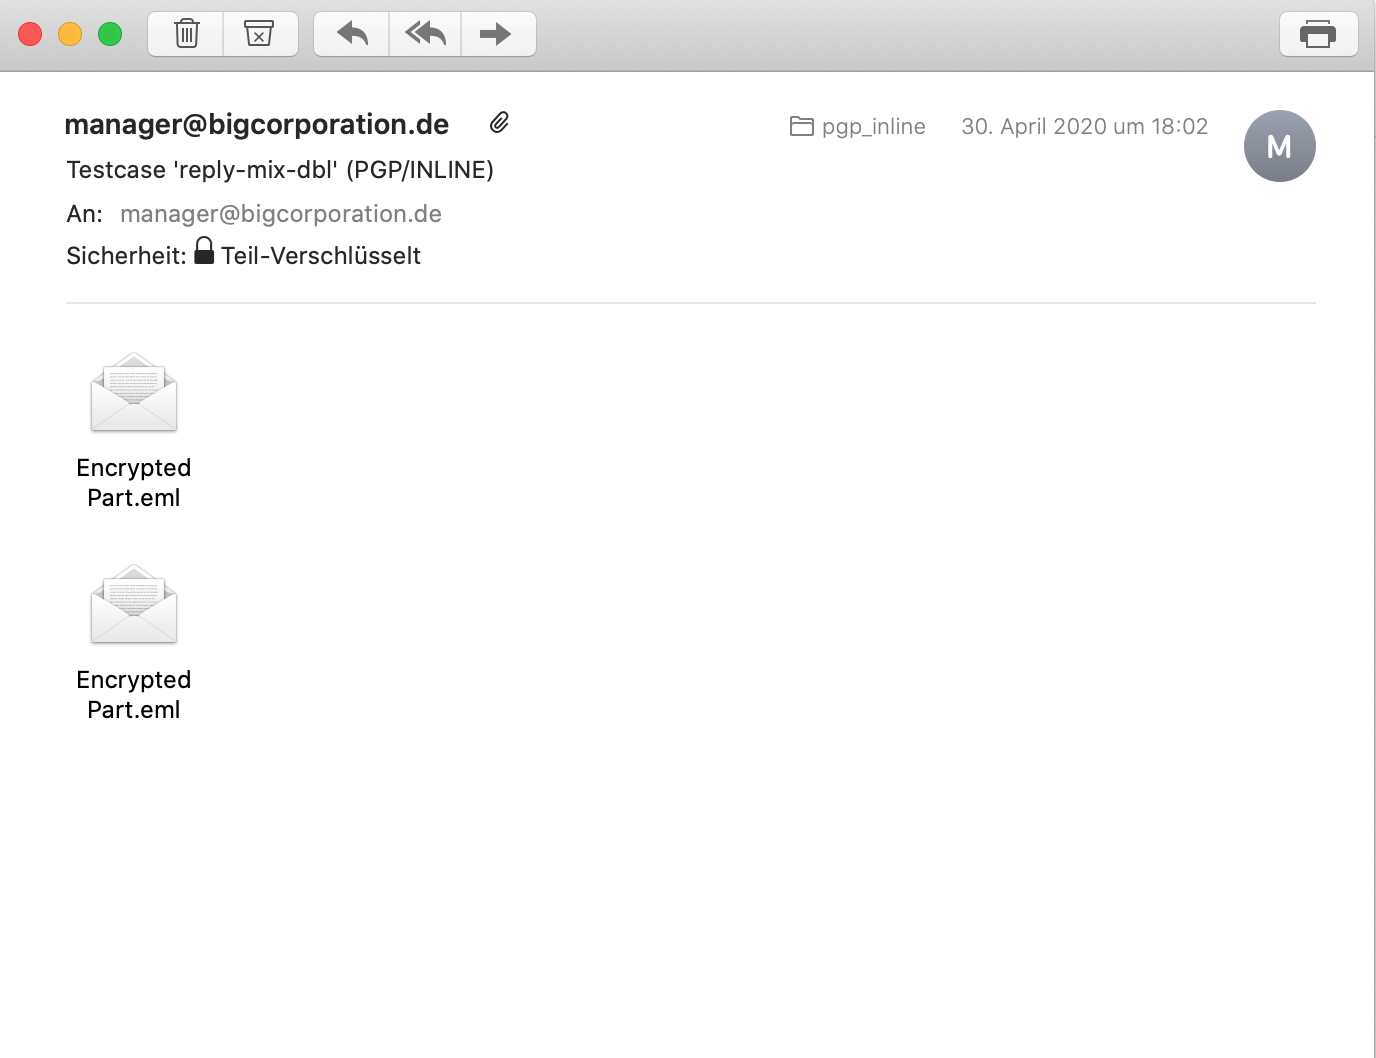 manager@bigcorporation.de
pgp_inline
30. April 2020 um 18:02
M
Testcase 'reply-mix-dbl' (PGP/INLINE)
An: manager@bigcorporation.de
Sicherheit: Teil-Verschlüsselt
Encrypted
Part.eml
Encrypted
Part.eml